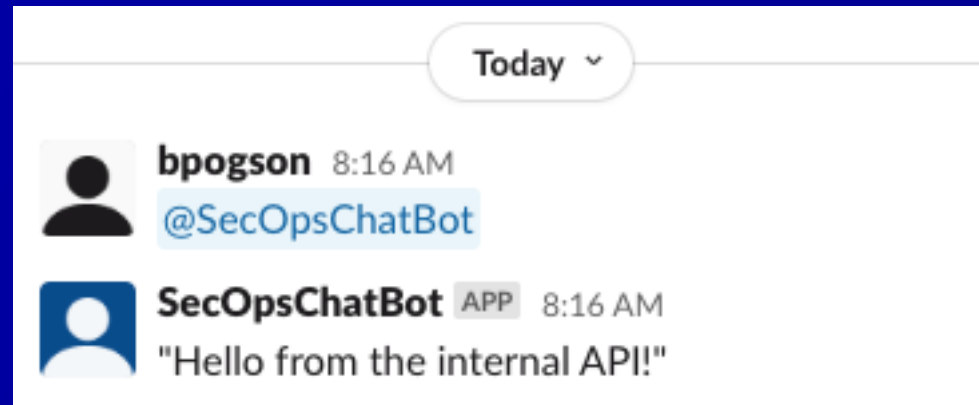 Today
bpogson 8:16 AM
@SecOpsChatBot
SecOpsChatBot APP 8:16 AM
"Hello from the internal API!"